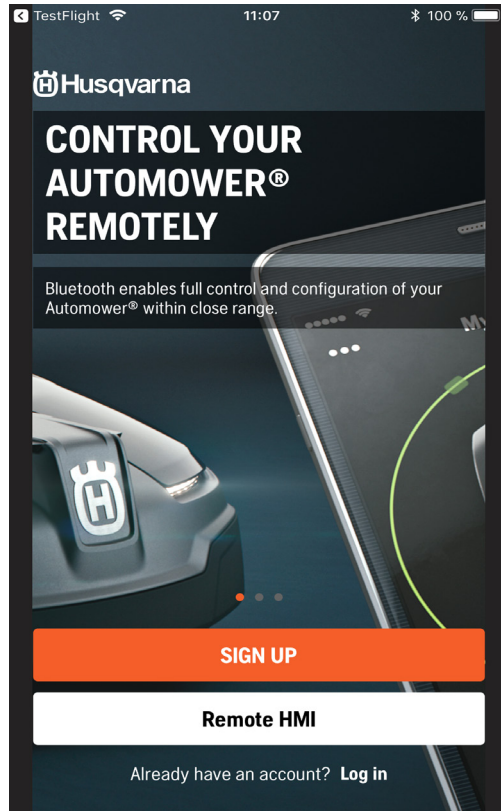 TestFlight 11:07 100 %
Husqvarna
CONTROL YOUR
AUTOMOWER®
REMOTELY
Bluetooth enables full control and configuration of your
Automower® within close range.
My
H
SIGN UP
Remote HMI
Already have an account? Log in